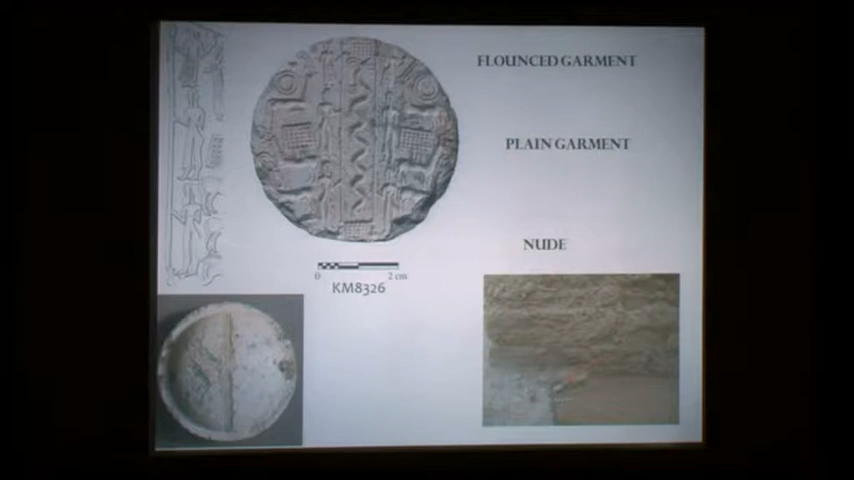 FLOUNCED GARMENT
PLAIN GARMENT
NUDE
0 2 cm
KM8326